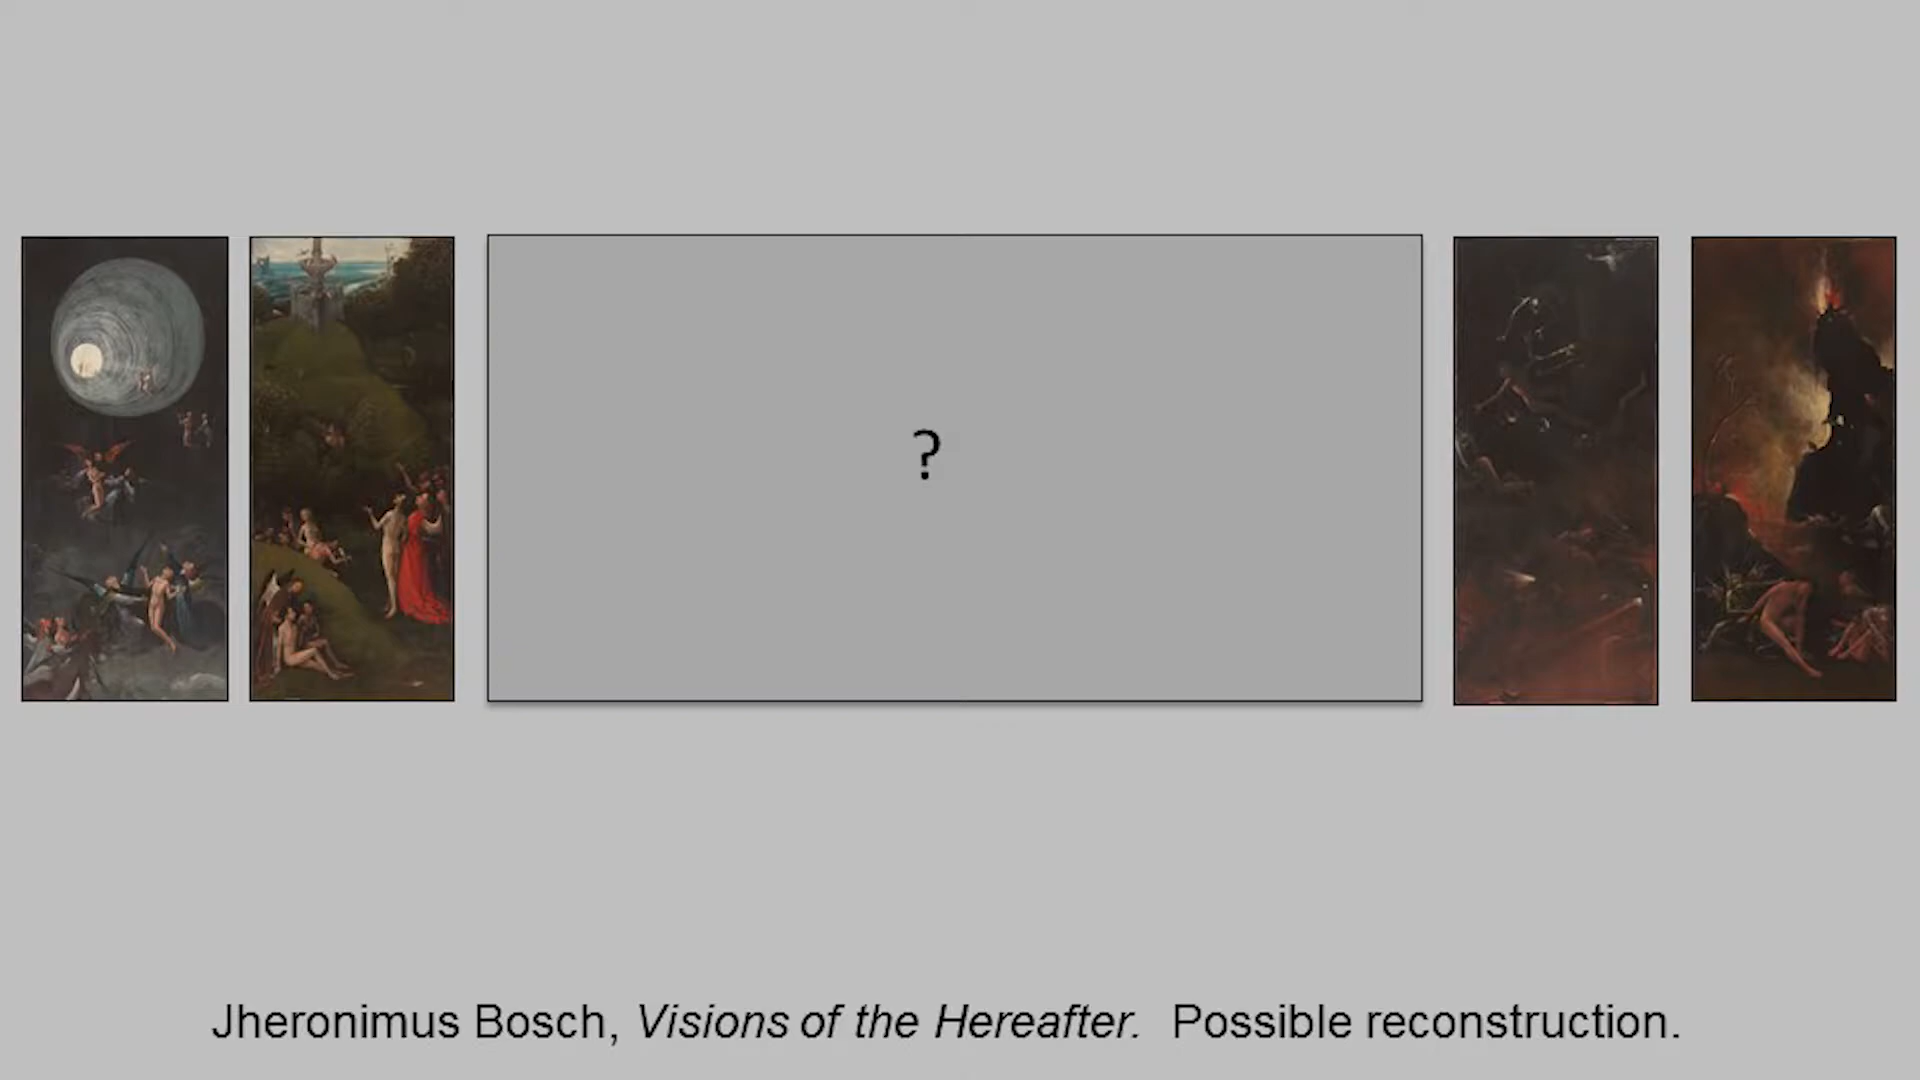 ?
Jheronimus Bosch, Visions of the Hereafter. Possible reconstruction.